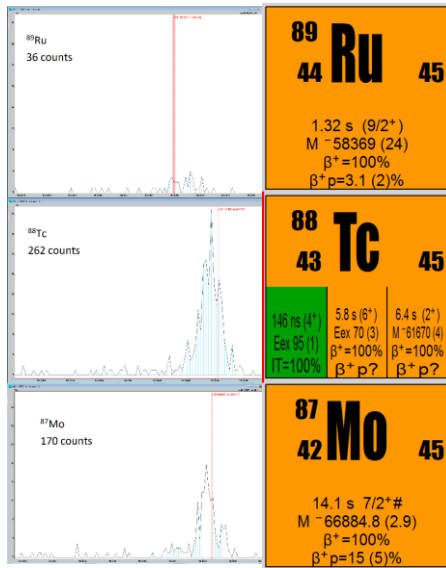 ⁸⁹Ru
36 counts
89
44 Ru 45
1.32 s (9/2⁺)
M ⁻58369 (24)
β⁺=100%
β⁺p=3.1 (2)%
⁸⁸Tc
262 counts
88
43 Tc 45
146 ns (4⁺)
Eex 95 (1)
IT=100%
5.8 s (6⁺)
Eex 70 (3)
β⁺=100%
β⁺p?
6.4 s (2⁺)
M⁻61670 (4)
β⁺=100%
β⁺p?
⁸⁷Mo
170 counts
87
42 Mo 45
14.1 s 7/2⁺#
M ⁻66884.8 (2.9)
β⁺=100%
β⁺p=15 (5)%